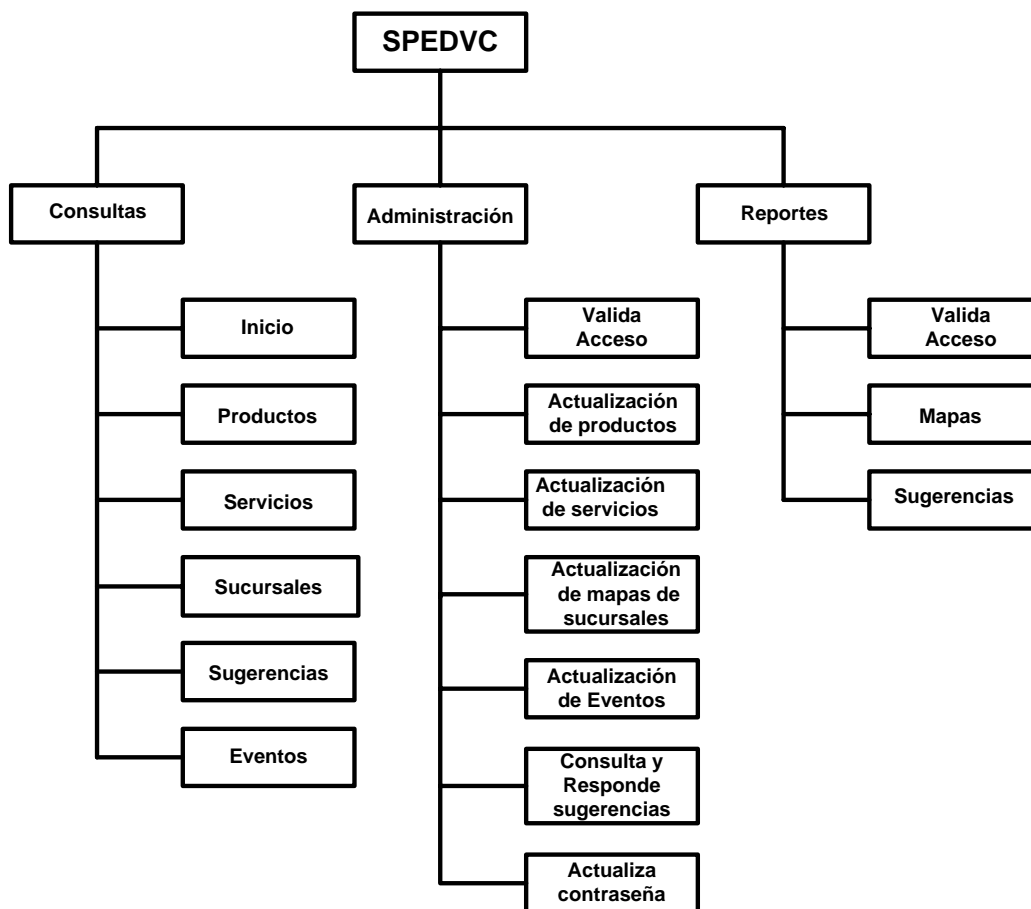 SPEDVC
Consultas
Administración
Reportes
Inicio
Productos
Servicios
Sucursales
Sugerencias
Eventos
Valida
Acceso
Actualización
de productos
Actualización
de servicios
Actualización
de mapas de
sucursales
Actualización
de Eventos
Consulta y
Responde
sugerencias
Actualiza
contraseña
Valida
Acceso
Mapas
Sugerencias